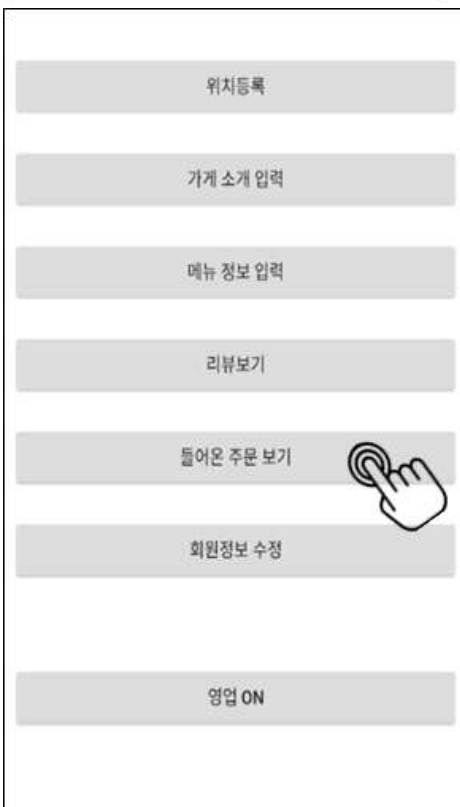 위치등록
가게 소개 입력
메뉴 정보 입력
리뷰보기
들어온 주문 보기
회원정보 수정
영업 ON